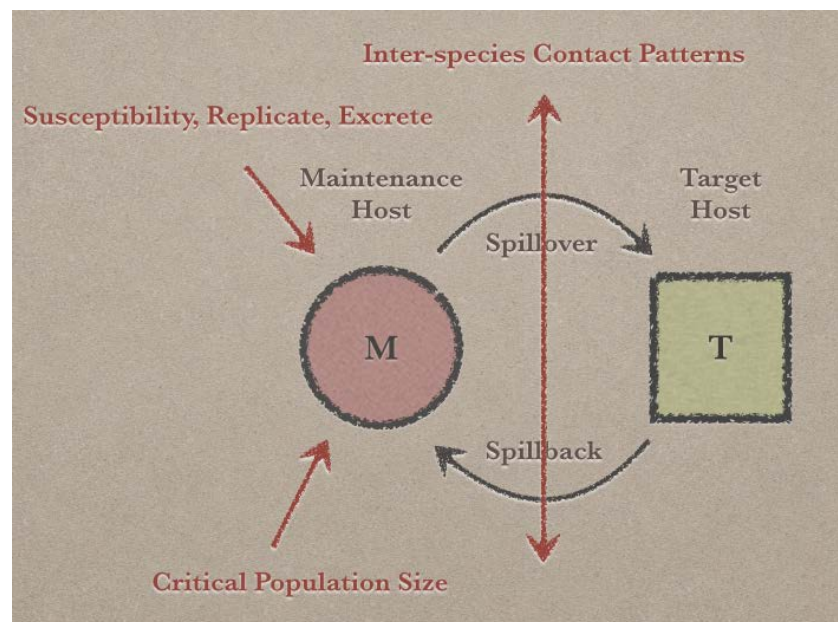 Inter-species Contact Patterns
Susceptibility, Replicate, Excrete
Maintenance
Host
Target
Host
Spillover
M
T
Spillback
Critical Population Size